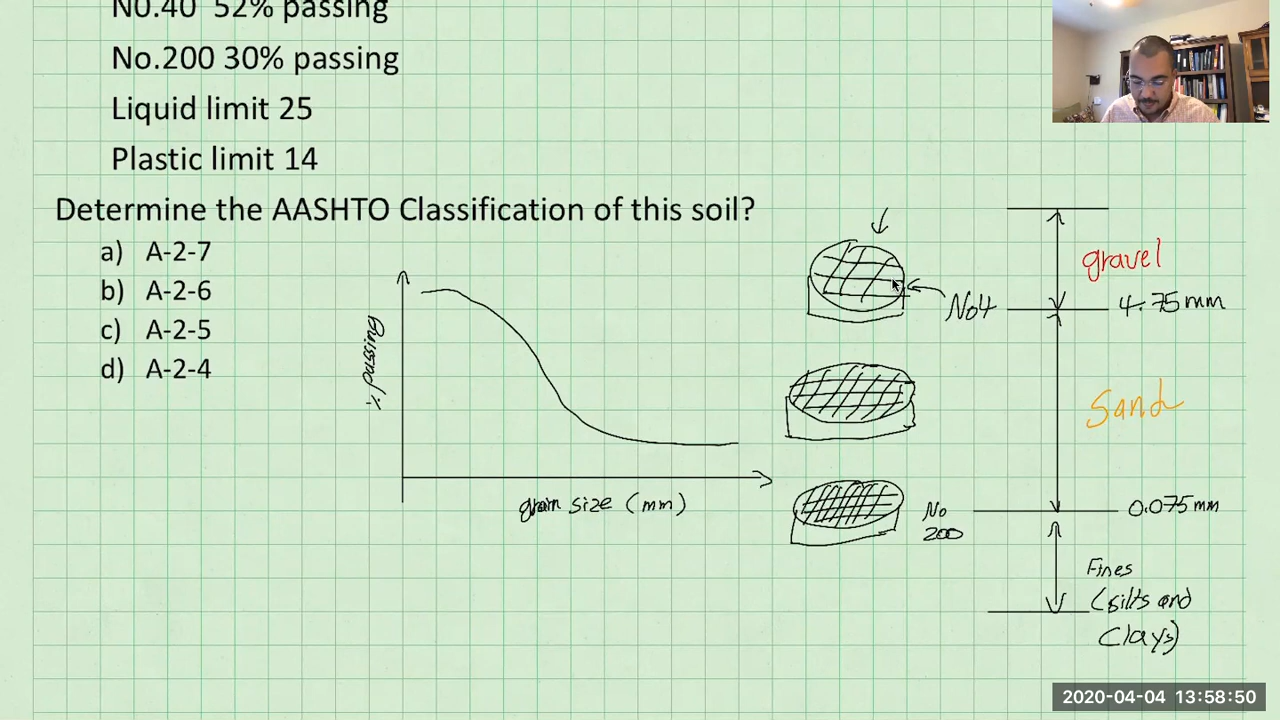 No.40 52% passing
No.200 30% passing
Liquid limit 25
Plastic limit 14
Determine the AASHTO Classification of this soil?
a) A-2-7
b) A-2-6
c) A-2-5
d) A-2-4
% passing
grain size (mm)
No4
No
200
gravel
4.75mm
Sand
0.075mm
Fines
(silts and
clays)
2020-04-04 13:58:50